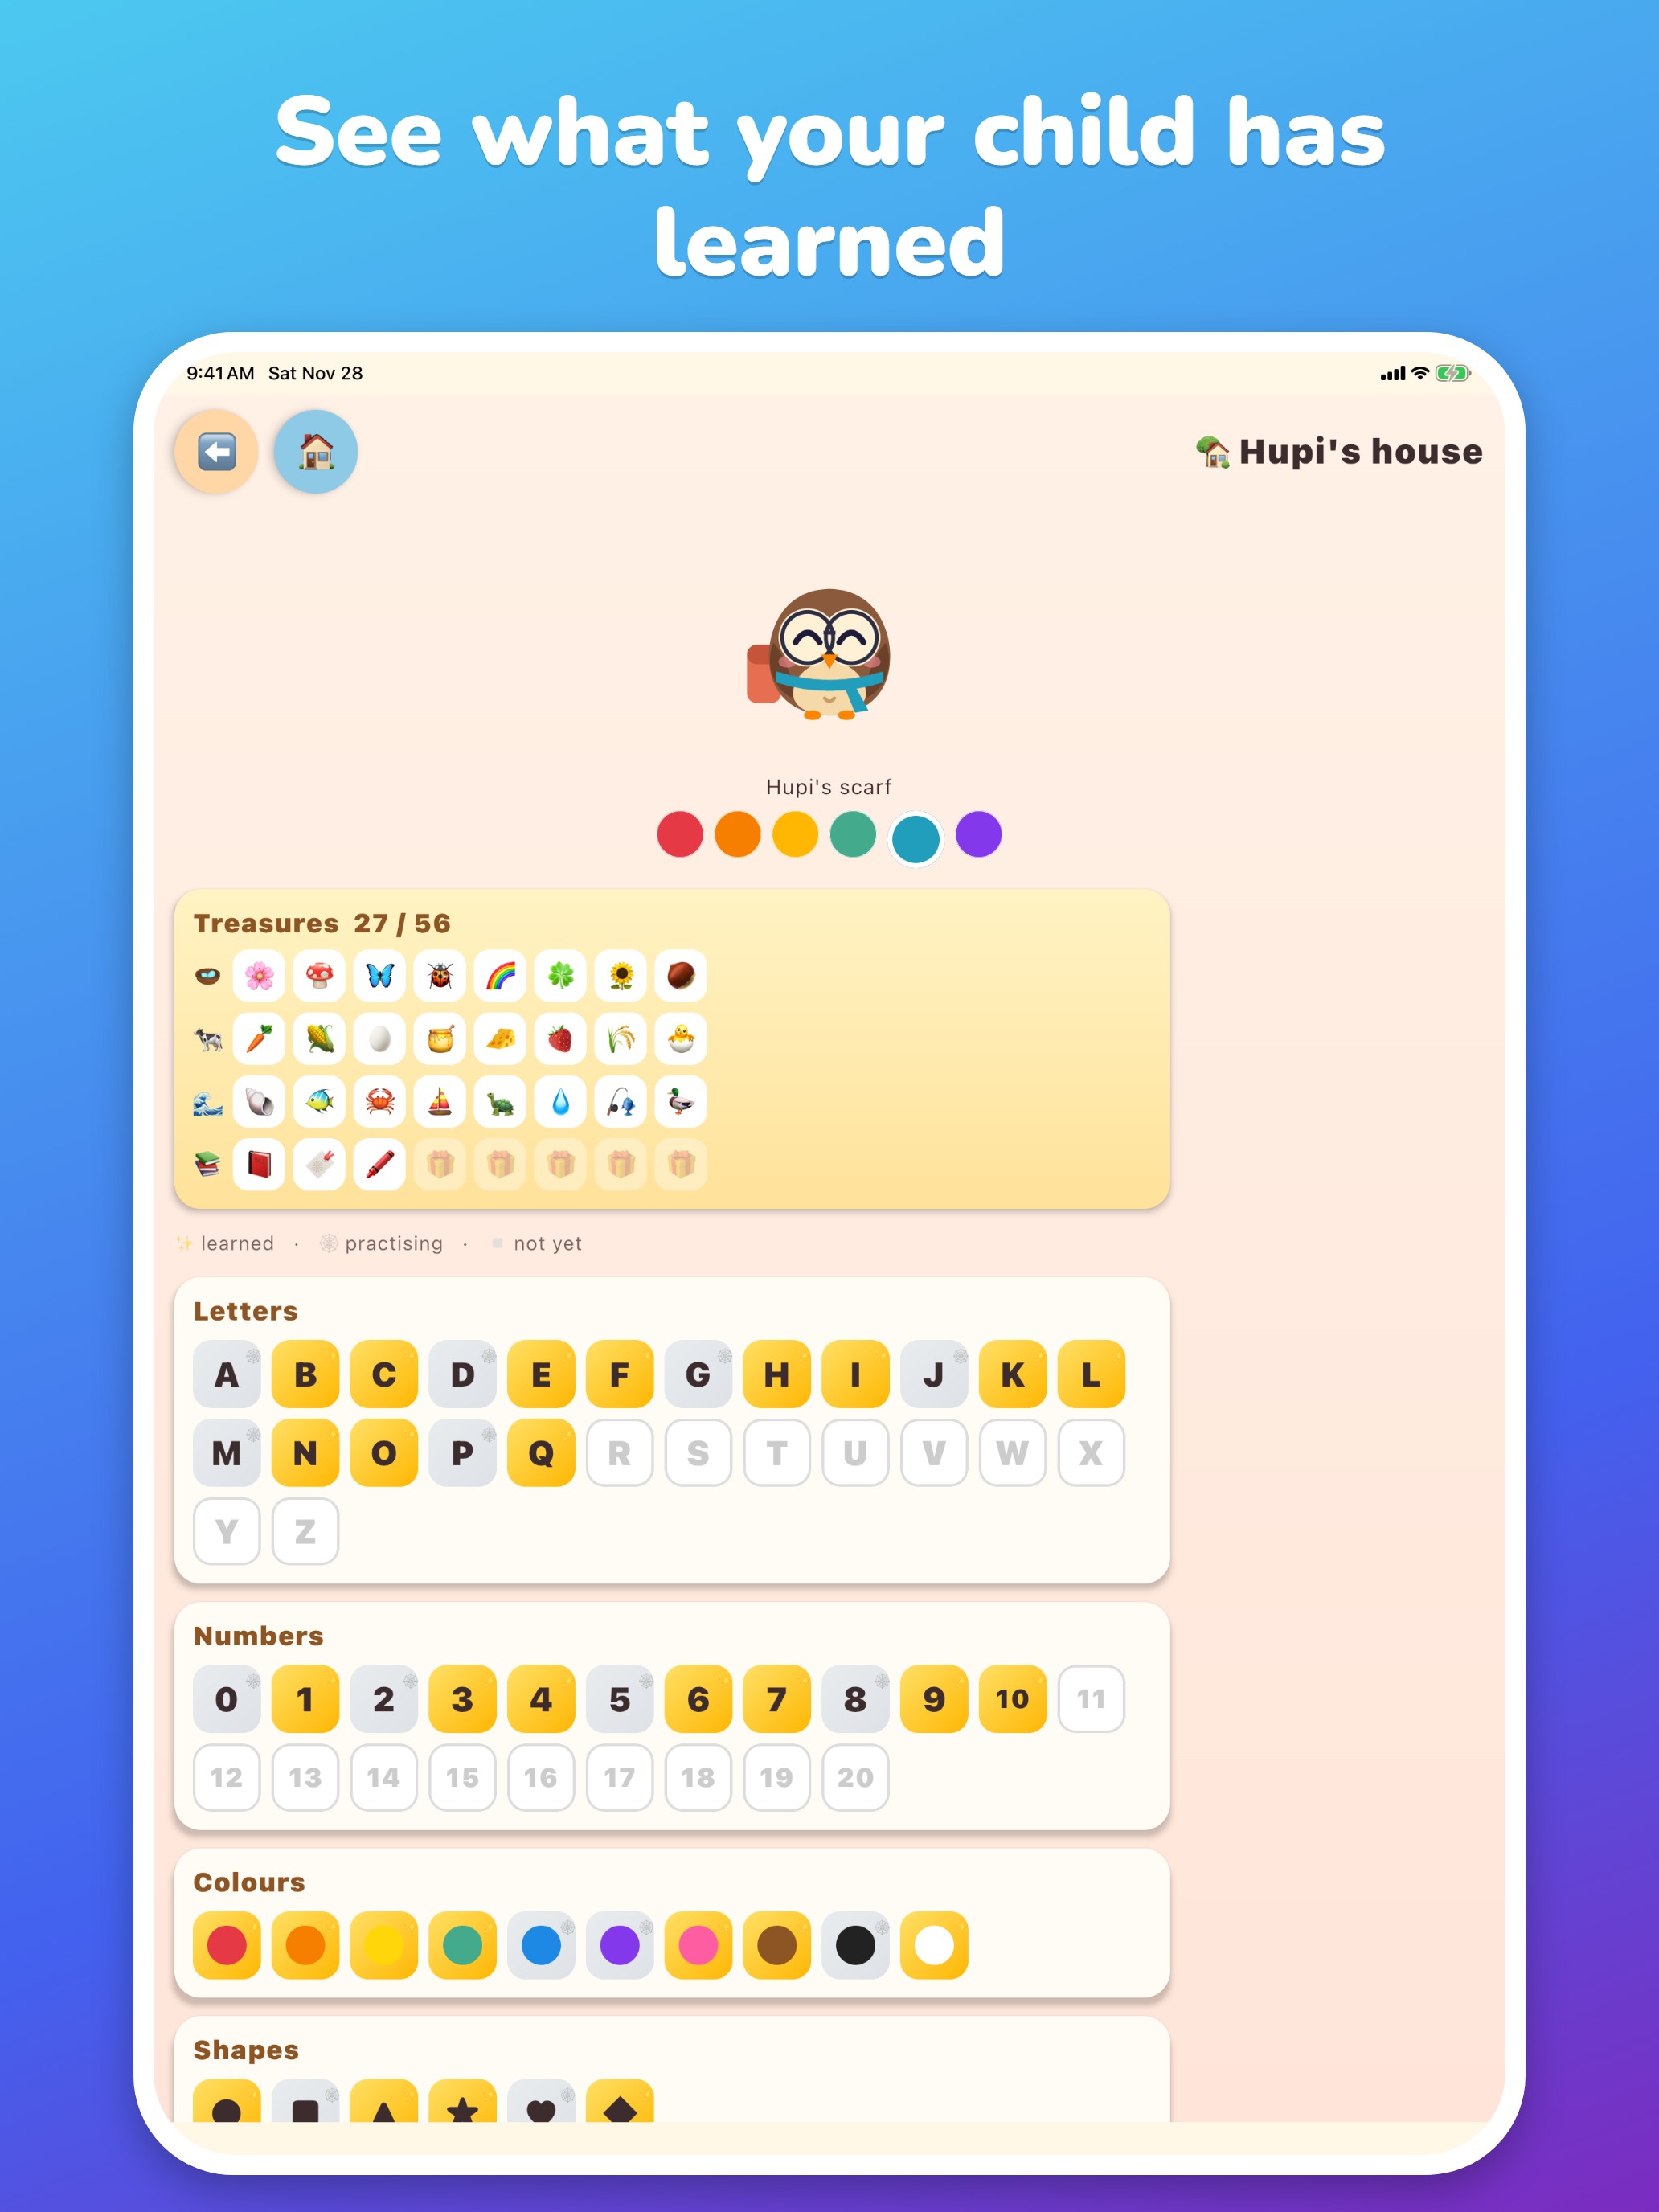 See what your child has
learned
9:41 AM Sat Nov 28
Hupi's house
Hupi's scarf
Treasures 27 / 56
learned · practising · not yet
Letters
A B C D E F G H I J K L
M N O P Q R S T U V W X
Y Z
Numbers
0 1 2 3 4 5 6 7 8 9 10 11
12 13 14 15 16 17 18 19 20
Colours
Shapes